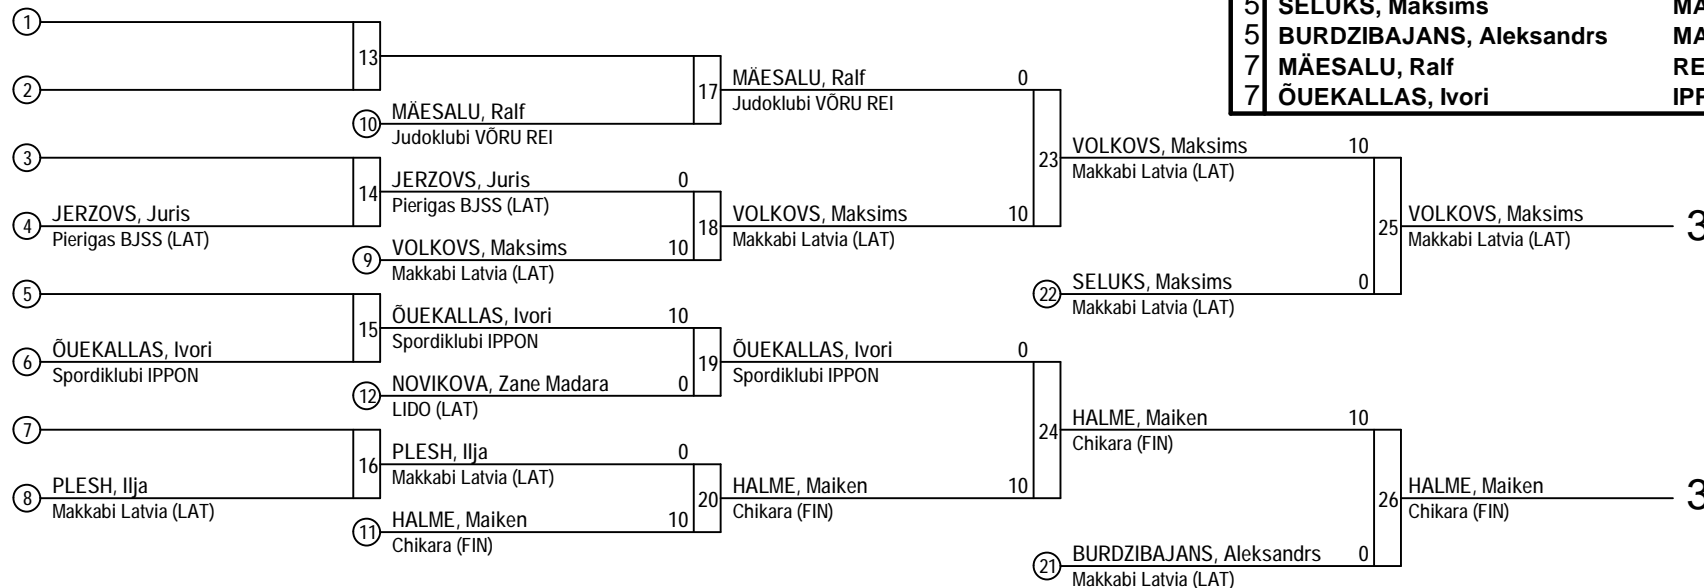 5 SELUKS, Maksims MA
5 BURDZIBAJANS, Aleksandrs MA
7 MÄESALU, Ralf RE
7 ÕUEKALLAS, Ivori IPP
1
13
2
17 MÄESALU, Ralf 0
Judoklubi VÕRU REI
10 MÄESALU, Ralf
Judoklubi VÕRU REI
3
23 VOLKOVS, Maksims 10
Makkabi Latvia (LAT)
14 JERZOVS, Juris 0
Pierigas BJSS (LAT)
4 JERZOVS, Juris
Pierigas BJSS (LAT)
18 VOLKOVS, Maksims 10
Makkabi Latvia (LAT)
25 VOLKOVS, Maksims 3
Makkabi Latvia (LAT)
9 VOLKOVS, Maksims 10
Makkabi Latvia (LAT)
5
22 SELUKS, Maksims 0
Makkabi Latvia (LAT)
15 ÕUEKALLAS, Ivori 10
Spordiklubi IPPON
6 ÕUEKALLAS, Ivori
Spordiklubi IPPON
19 ÕUEKALLAS, Ivori 0
Spordiklubi IPPON
12 NOVIKOVA, Zane Madara 0
LIDO (LAT)
7
24 HALME, Maiken 10
Chikara (FIN)
16 PLESH, Ilja 0
Makkabi Latvia (LAT)
8 PLESH, Ilja
Makkabi Latvia (LAT)
20 HALME, Maiken 10
Chikara (FIN)
26 HALME, Maiken 3
Chikara (FIN)
11 HALME, Maiken 10
Chikara (FIN)
21 BURDZIBAJANS, Aleksandrs 0
Makkabi Latvia (LAT)